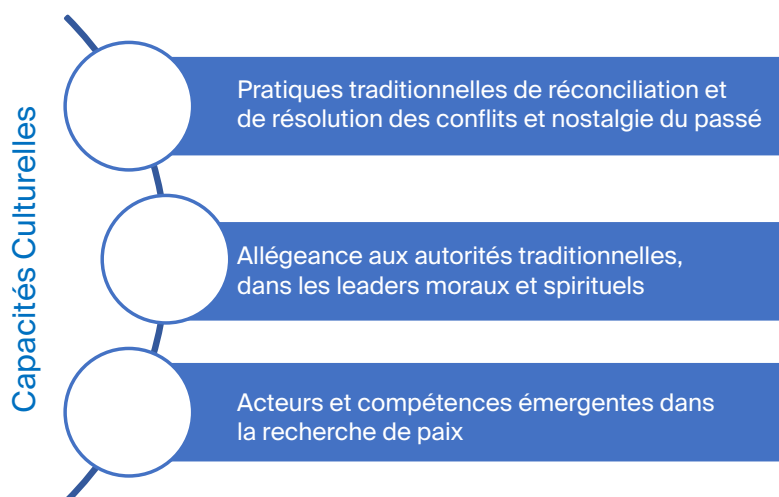 Capacités Culturelles
Pratiques traditionnelles de réconciliation et
de résolution des conflits et nostalgie du passé
Allégeance aux autorités traditionnelles,
dans les leaders moraux et spirituels
Acteurs et compétences émergentes dans
la recherche de paix